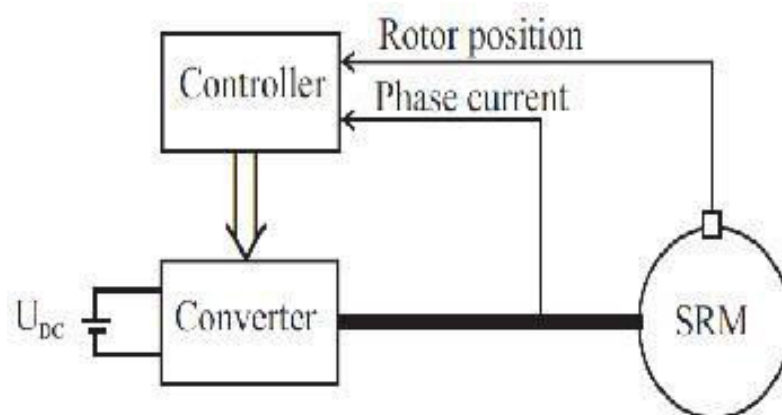 Rotor position
Controller
Phase current
U_DC
Converter
SRM